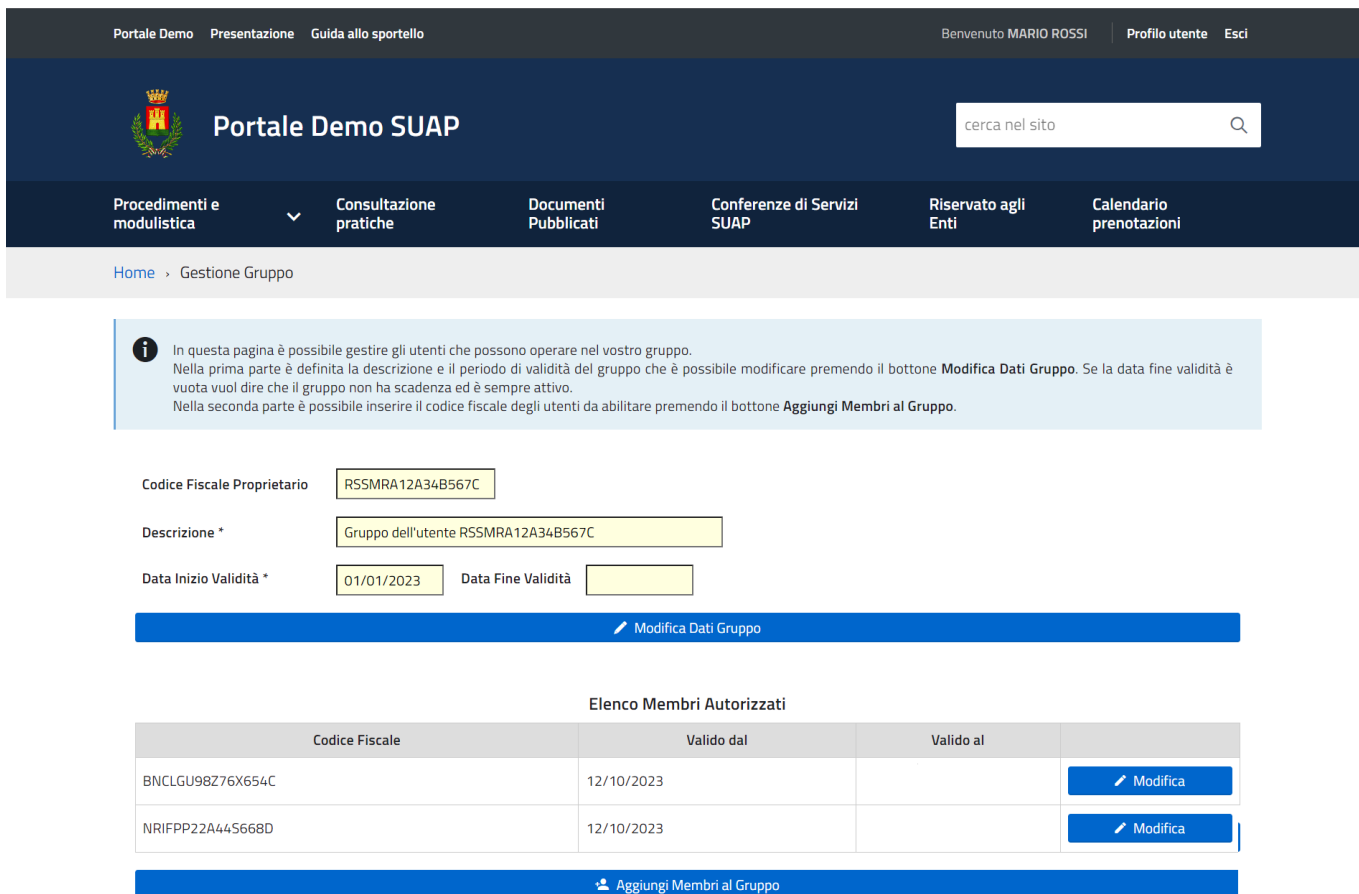 Portale Demo Presentazione Guida allo sportello Benvenuto MARIO ROSSI Profilo utente Esci
Portale Demo SUAP
cerca nel sito
Procedimenti e modulistica
Consultazione pratiche
Documenti Pubblicati
Conferenze di Servizi SUAP
Riservato agli Enti
Calendario prenotazioni
Home › Gestione Gruppo
In questa pagina è possibile gestire gli utenti che possono operare nel vostro gruppo.
Nella prima parte è definita la descrizione e il periodo di validità del gruppo che è possibile modificare premendo il bottone Modifica Dati Gruppo. Se la data fine validità è
vuota vuol dire che il gruppo non ha scadenza ed è sempre attivo.
Nella seconda parte è possibile inserire il codice fiscale degli utenti da abilitare premendo il bottone Aggiungi Membri al Gruppo.
Codice Fiscale Proprietario RSSMRA12A34B567C
Descrizione * Gruppo dell'utente RSSMRA12A34B567C
Data Inizio Validità * 01/01/2023 Data Fine Validità
Modifica Dati Gruppo
Elenco Membri Autorizzati
Codice Fiscale Valido dal Valido al
BNCLGU98Z76X654C 12/10/2023 Modifica
NRIFPP22A44S668D 12/10/2023 Modifica
Aggiungi Membri al Gruppo